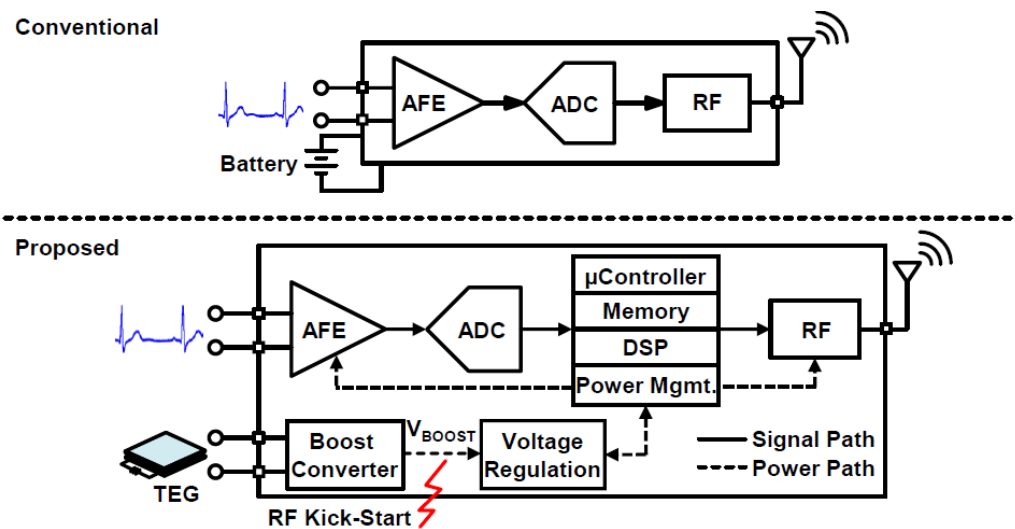 Conventional
AFE
ADC
RF
Battery
Proposed
µController
Memory
AFE
ADC
RF
DSP
Power Mgmt.
Boost
Converter
VBOOST
Voltage
Regulation
Signal Path
Power Path
TEG
RF Kick-Start